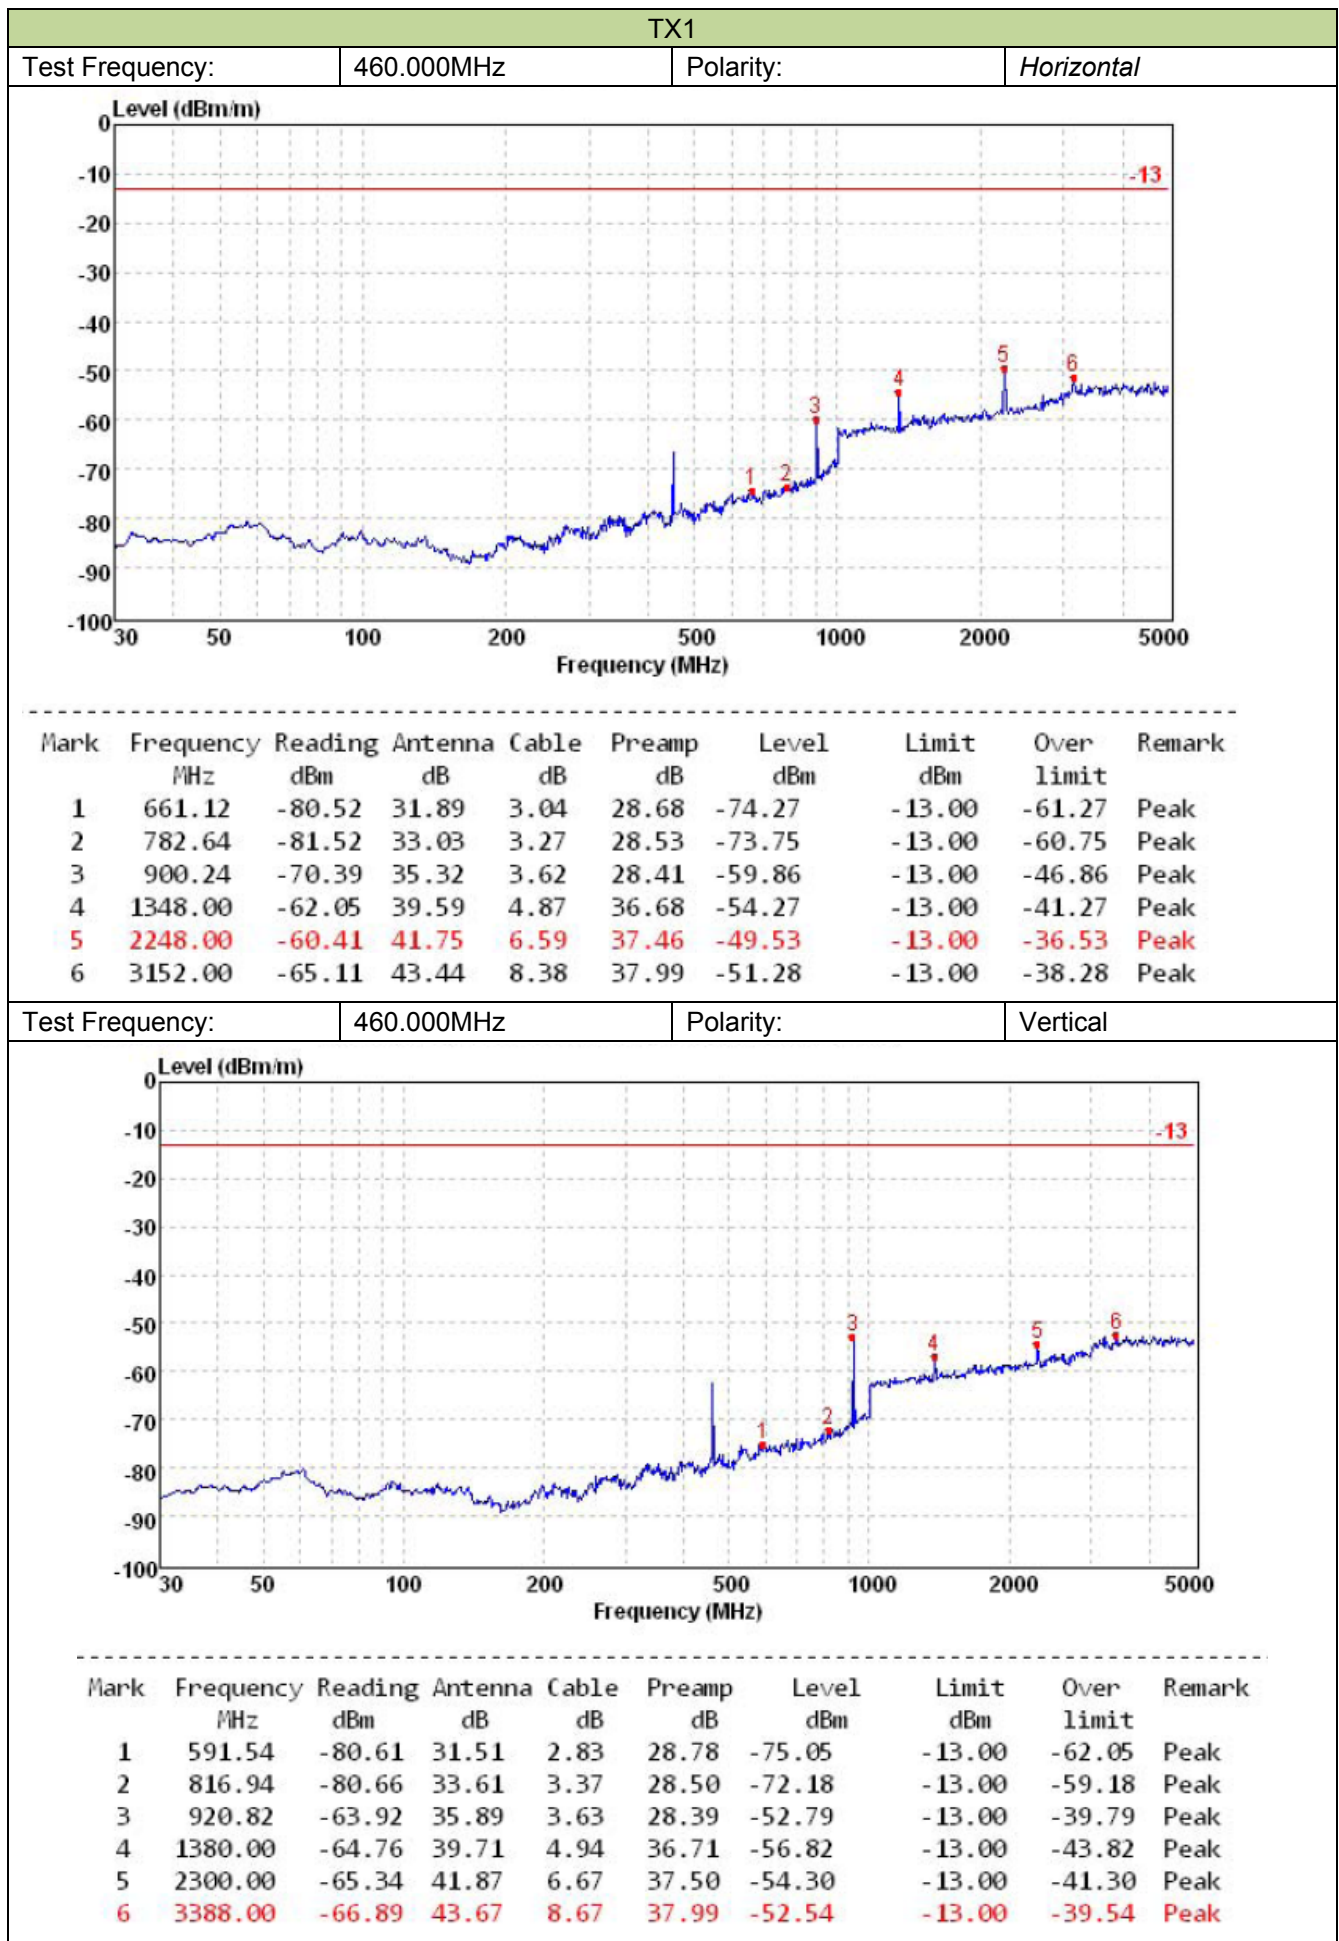 TX1
Test Frequency: 460.000MHz Polarity: Horizontal
Level (dBm/m)
0
-10
-13
-20
-30
-40
-50
-60
-70
-80
-90
-100
5
6
4
3
1
2
30 50 100 200 500 1000 2000 5000
Frequency (MHz)
Mark Frequency Reading Antenna Cable Preamp Level Limit Over Remark
MHz dBm dB dB dB dBm dBm limit
1 661.12 -80.52 31.89 3.04 28.68 -74.27 -13.00 -61.27 Peak
2 782.64 -81.52 33.03 3.27 28.53 -73.75 -13.00 -60.75 Peak
3 900.24 -70.39 35.32 3.62 28.41 -59.86 -13.00 -46.86 Peak
4 1348.00 -62.05 39.59 4.87 36.68 -54.27 -13.00 -41.27 Peak
5 2248.00 -60.41 41.75 6.59 37.46 -49.53 -13.00 -36.53 Peak
6 3152.00 -65.11 43.44 8.38 37.99 -51.28 -13.00 -38.28 Peak
Test Frequency: 460.000MHz Polarity: Vertical
Level (dBm/m)
0
-10
-13
-20
-30
-40
-50
-60
-70
-80
-90
-100
3
6
5
4
2
1
30 50 100 200 500 1000 2000 5000
Frequency (MHz)
Mark Frequency Reading Antenna Cable Preamp Level Limit Over Remark
MHz dBm dB dB dB dBm dBm limit
1 591.54 -80.61 31.51 2.83 28.78 -75.05 -13.00 -62.05 Peak
2 816.94 -80.66 33.61 3.37 28.50 -72.18 -13.00 -59.18 Peak
3 920.82 -63.92 35.89 3.63 28.39 -52.79 -13.00 -39.79 Peak
4 1380.00 -64.76 39.71 4.94 36.71 -56.82 -13.00 -43.82 Peak
5 2300.00 -65.34 41.87 6.67 37.50 -54.30 -13.00 -41.30 Peak
6 3388.00 -66.89 43.67 8.67 37.99 -52.54 -13.00 -39.54 Peak